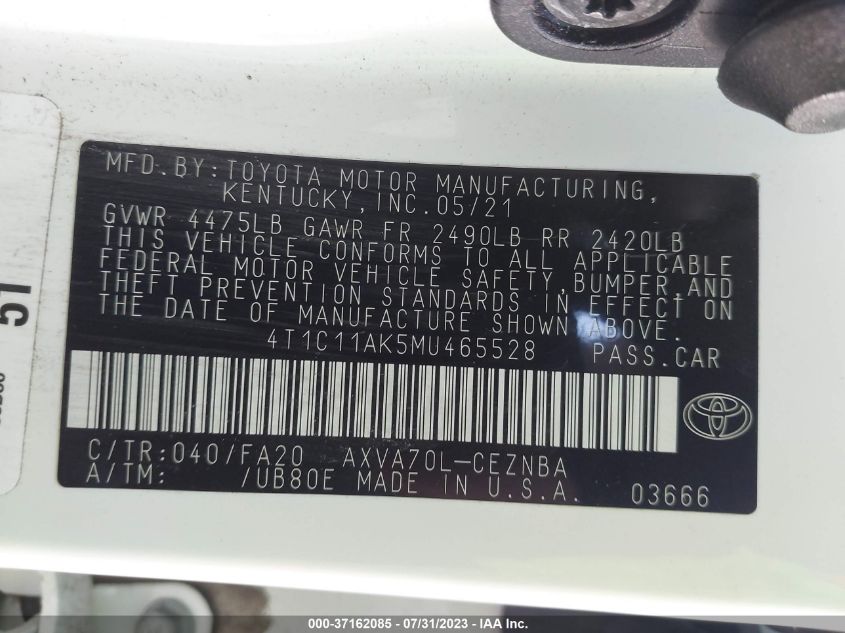 MFD.BY:TOYOTA MOTOR MANUFACTURING,
KENTUCKY,INC.05/21
GVWR 4475LB GAWR FR 2490LB RR 2420LB
THIS VEHICLE CONFORMS TO ALL APPLICABLE
FEDERAL MOTOR VEHICLE SAFETY,BUMPER,AND
THEFT PREVENTION STANDARDS IN EFFECT ON
THE DATE OF MANUFACTURE SHOWN ABOVE.
4T1C11AK5MU465528 PASS.CAR
C/TR:040/FA20 AXVA70L-CEZNBA
A/TM: /UB80E MADE IN U.S.A. 03666
LC
000-37162085 - 07/31/2023 - IAA Inc.